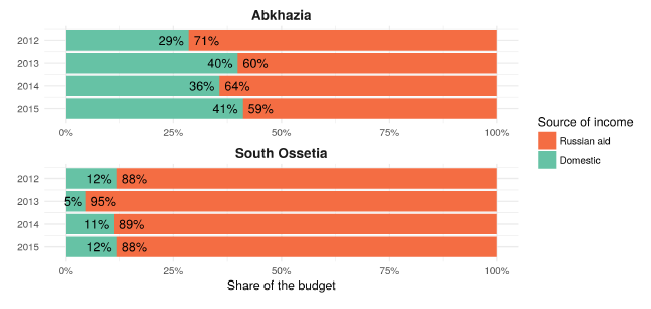 Abkhazia
2012 29% 71%
2013 40% 60%
2014 36% 64%
2015 41% 59%
0% 25% 50% 75% 100%
South Ossetia
2012 12% 88%
2013 5% 95%
2014 11% 89%
2015 12% 88%
0% 25% 50% 75% 100%
Share of the budget
Source of income
Russian aid
Domestic